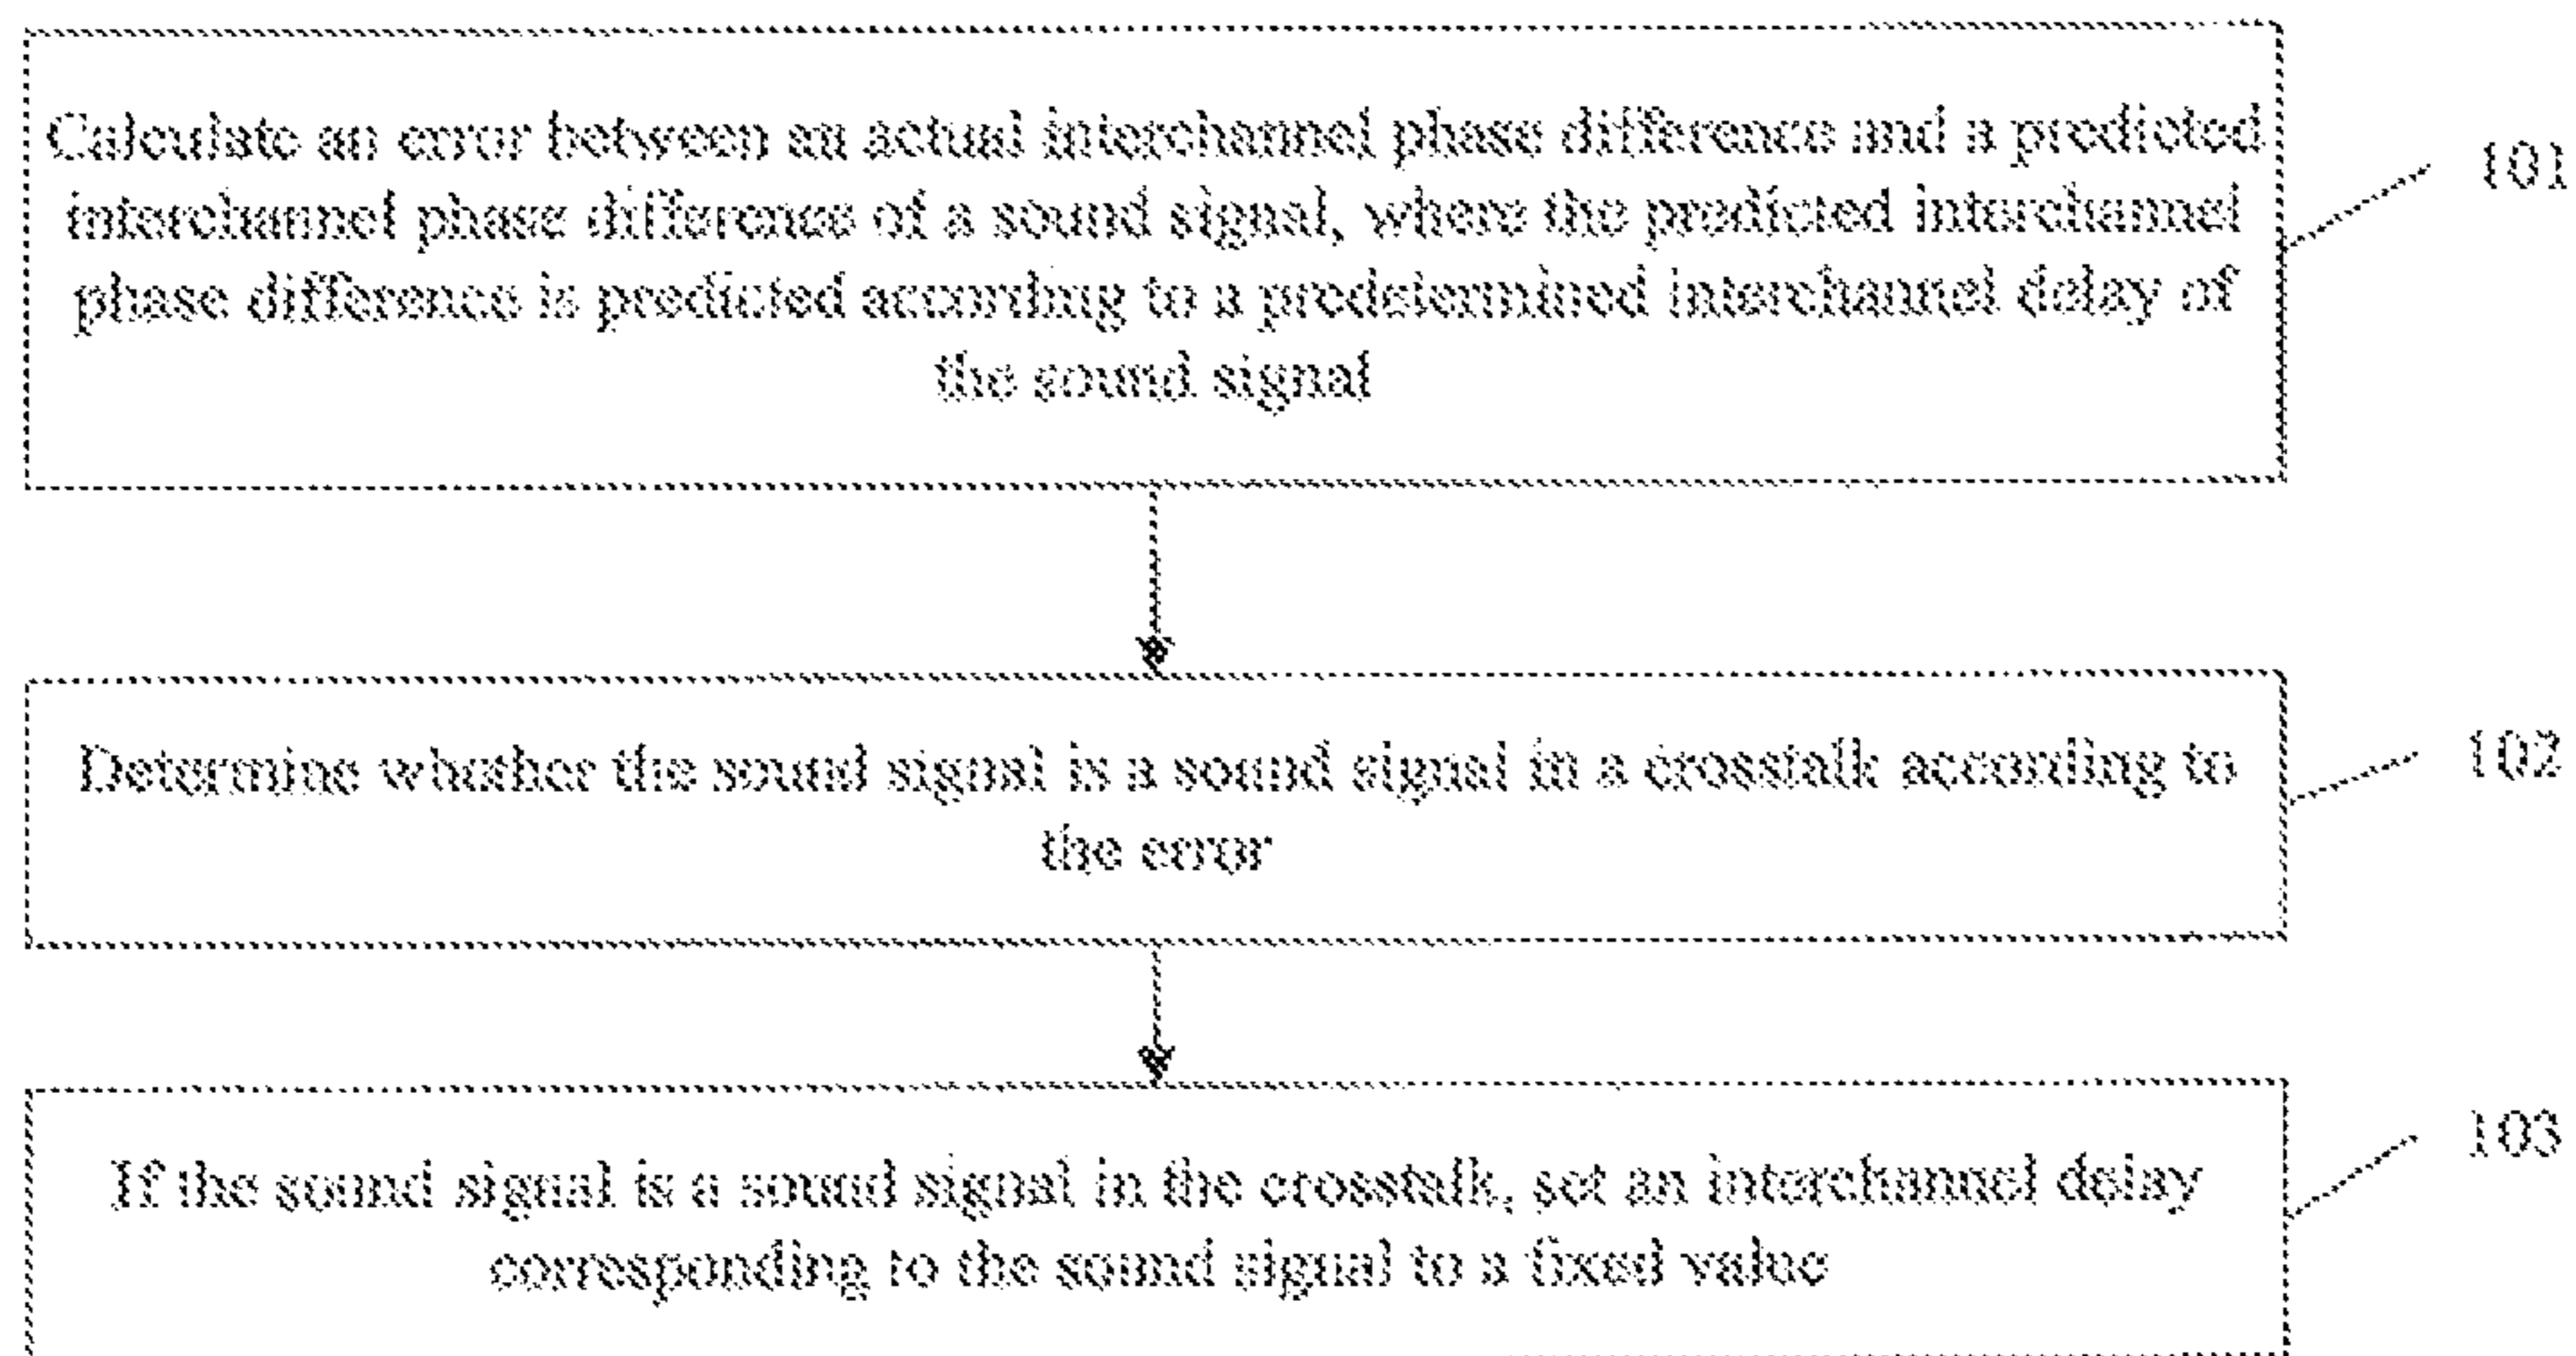 Calculate an error between an actual interchannel phase difference and a predicted
101
interchannel phase difference of a sound signal, where the predicted interchannel
phase difference is predicted according to a predetermined interchannel delay of
the sound signal
Determine whether the sound signal is a sound signal in a crosstalk according to
102
the error
If the sound signal is a sound signal in the crosstalk, set an interchannel delay
103
corresponding to the sound signal to a fixed value